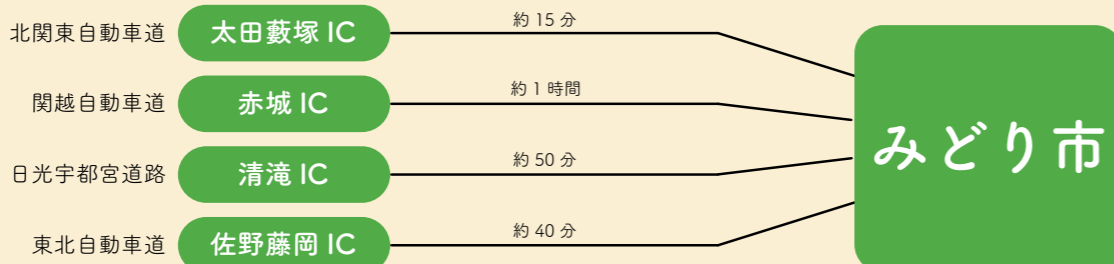 北関東自動車道 太田藪塚 IC 約 15 分
関越自動車道 赤城 IC 約 1 時間
みどり市
日光宇都宮道路 清滝 IC 約 50 分
東北自動車道 佐野藤岡 IC 約 40 分